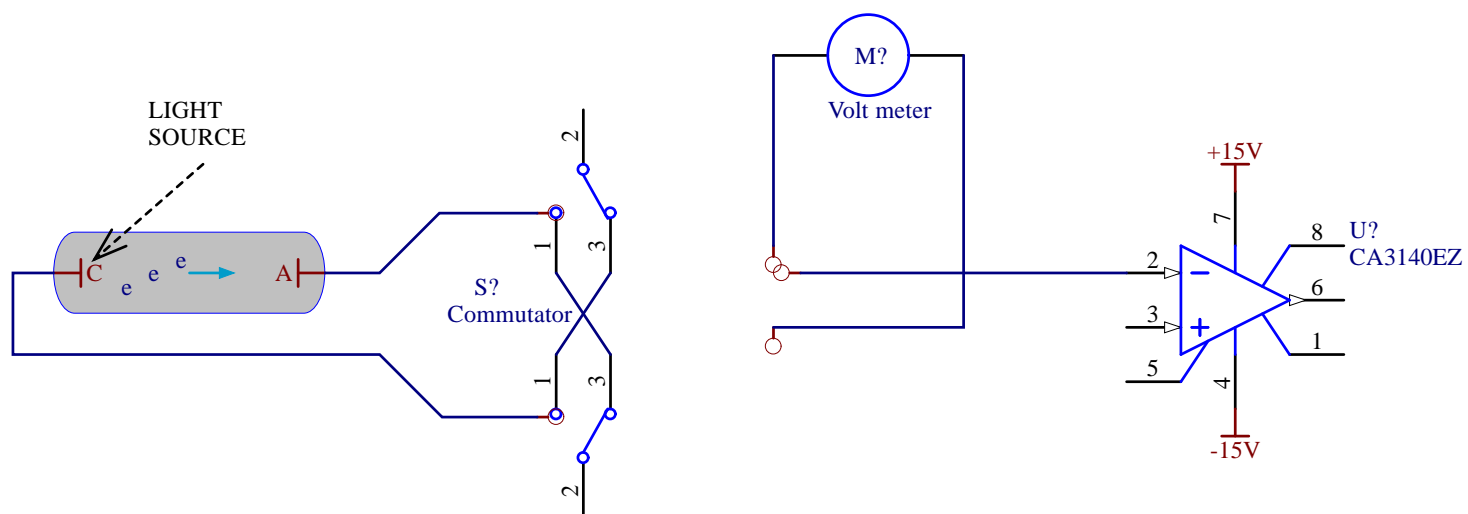 LIGHT
SOURCE
C
e
e
e
A
2
1
3
S?
Commutator
1
3
2
M?
Volt meter
+15V
7
8
U?
CA3140EZ
2
6
3
1
5
4
-15V